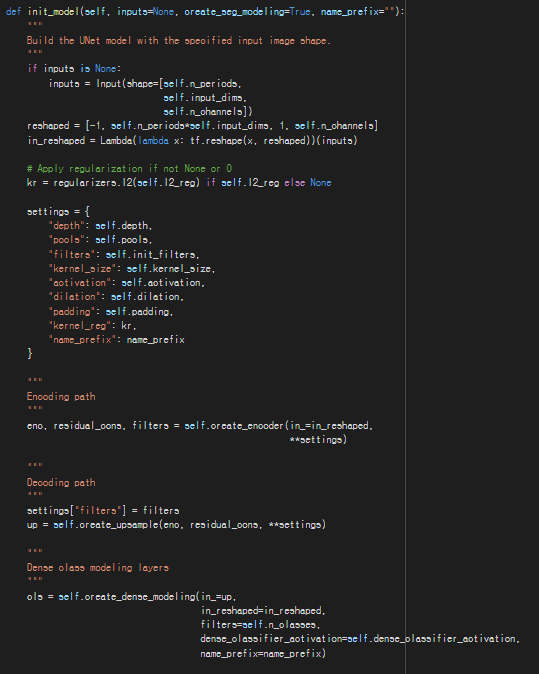 def init_model(self, inputs=None, create_seg_modeling=True, name_prefix=""):
    """
    Build the UNet model with the specified input image shape.
    """
    if inputs is None:
        inputs = Input(shape=[self.n_periods,
                              self.input_dims,
                              self.n_channels])
    reshaped = [-1, self.n_periods*self.input_dims, 1, self.n_channels]
    in_reshaped = Lambda(lambda x: tf.reshape(x, reshaped))(inputs)

    # Apply regularization if not None or 0
    kr = regularizers.l2(self.l2_reg) if self.l2_reg else None

    settings = {
        "depth": self.depth,
        "pools": self.pools,
        "filters": self.init_filters,
        "kernel_size": self.kernel_size,
        "activation": self.activation,
        "dilation": self.dilation,
        "padding": self.padding,
        "kernel_reg": kr,
        "name_prefix": name_prefix
    }

    """
    Encoding path
    """
    enc, residual_cons, filters = self.create_encoder(in_=in_reshaped,
                                                      **settings)

    """
    Decoding path
    """
    settings["filters"] = filters
    up = self.create_upsample(enc, residual_cons, **settings)

    """
    Dense class modeling layers
    """
    cls = self.create_dense_modeling(in_=up,
                                     in_reshaped=in_reshaped,
                                     filters=self.n_classes,
                                     dense_classifier_activation=self.dense_classifier_activation,
                                     name_prefix=name_prefix)